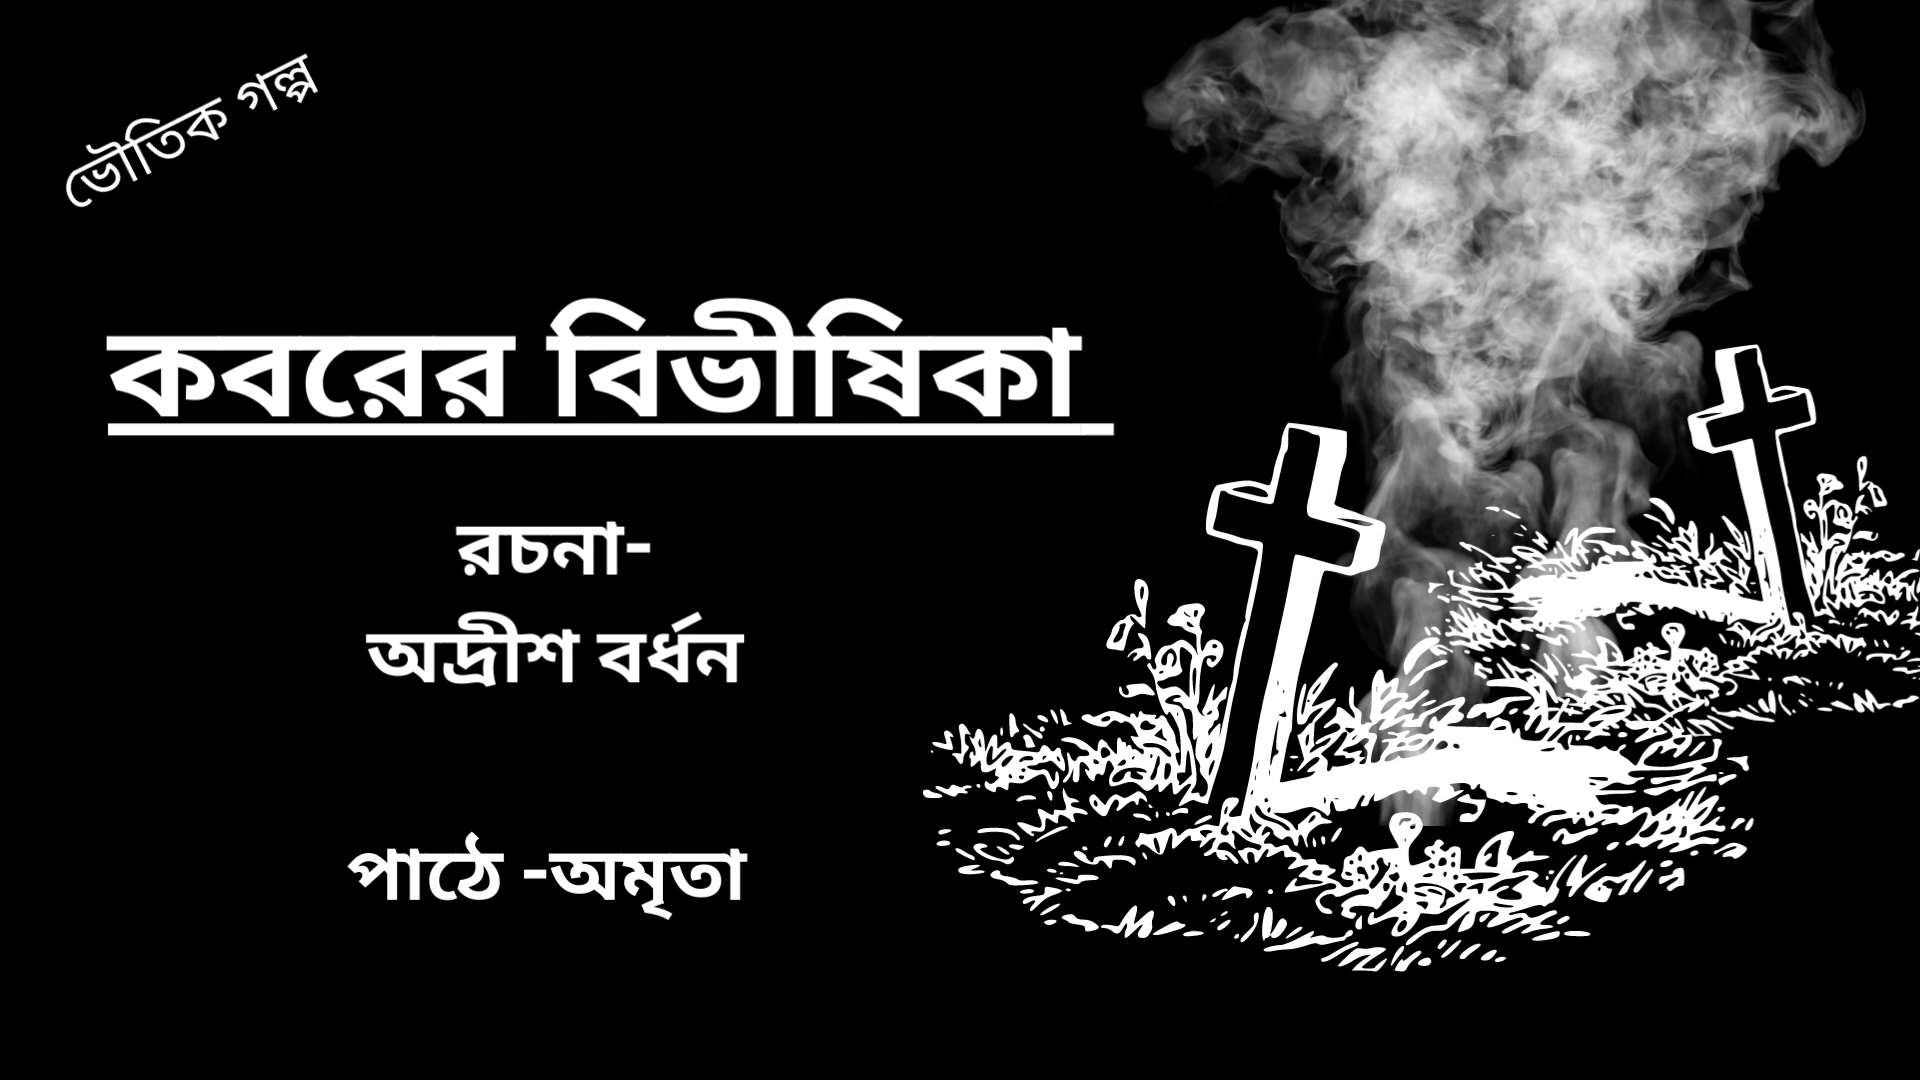 ভৌতিক গল্প
কবরের বিভীষিকা
রচনা-
অদ্রীশ বর্ধন
পাঠে -অমৃতা